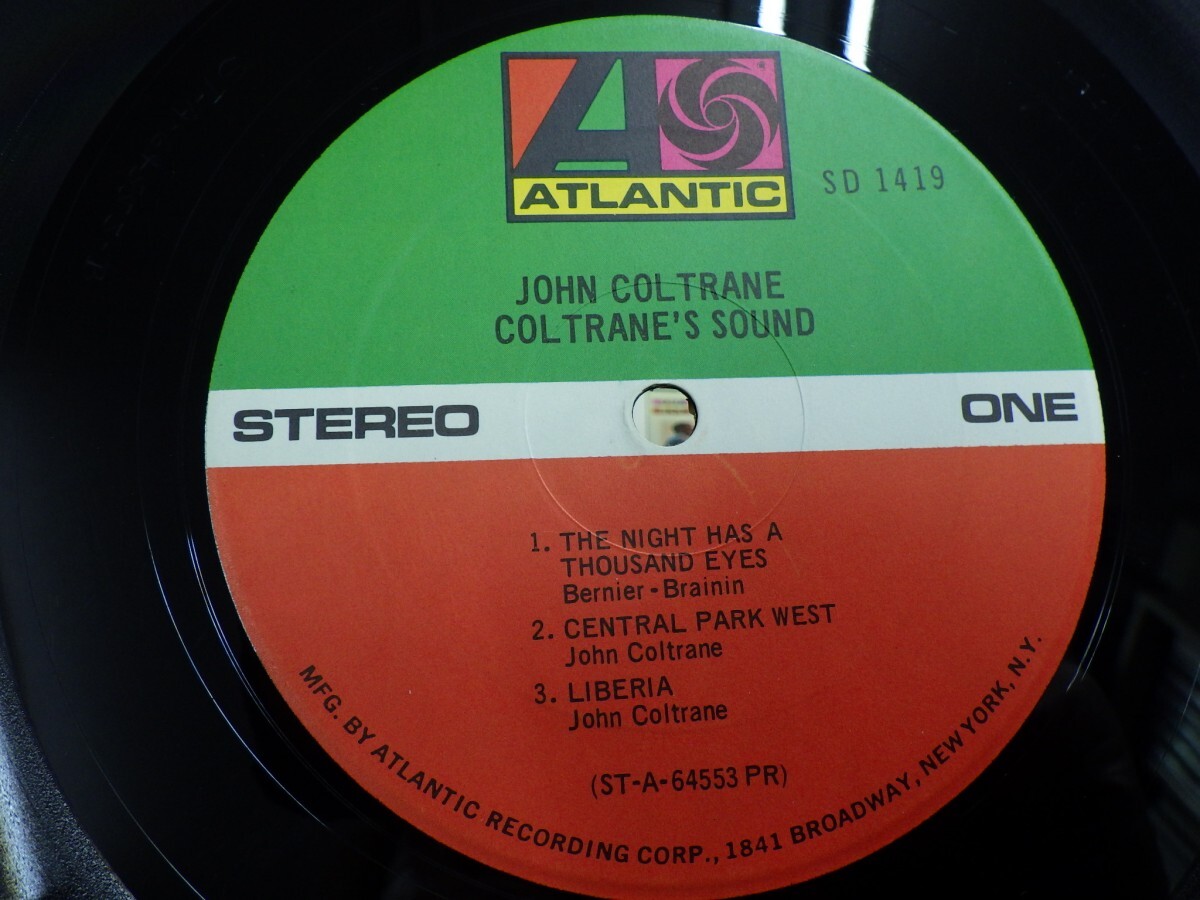 ATLANTIC
SD 1419
JOHN COLTRANE
COLTRANE'S SOUND
STEREO
ONE
1. THE NIGHT HAS A
THOUSAND EYES
Bernier-Brainin
2. CENTRAL PARK WEST
John Coltrane
3. LIBERIA
John Coltrane
(ST-A-64553 PR)
MFG. BY ATLANTIC RECORDING CORP., 1841 BROADWAY, NEW YORK, N.Y.